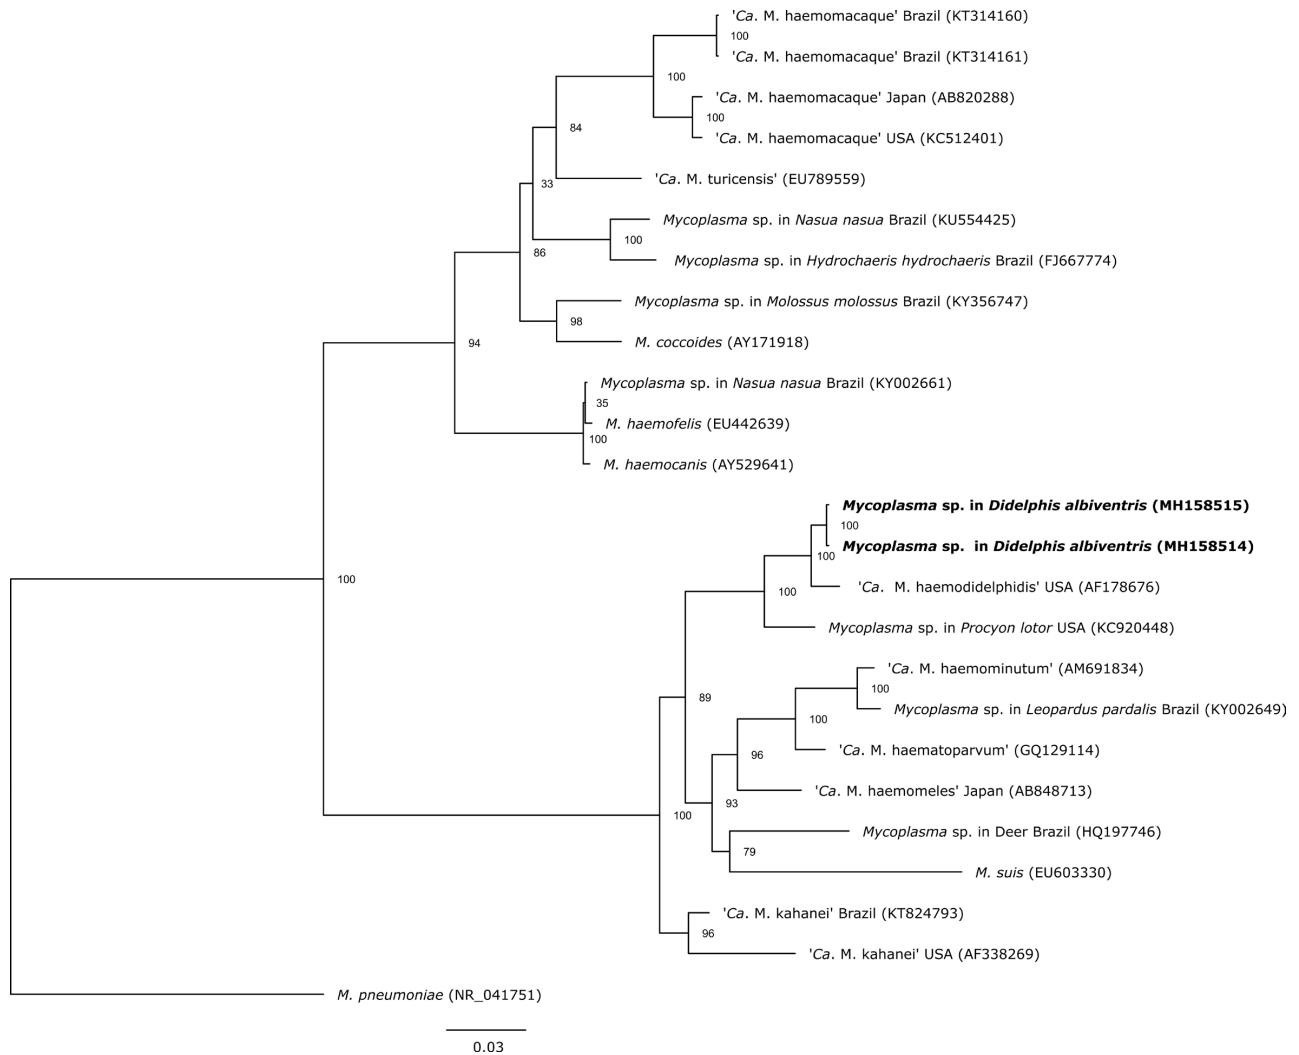 'Ca. M. haemomacaque' Brazil (KT314160)
100
'Ca. M. haemomacaque' Brazil (KT314161)
100
'Ca. M. haemomacaque' Japan (AB820288)
100
'Ca. M. haemomacaque' USA (KC512401)
84
'Ca. M. turicensis' (EU789559)
33
Mycoplasma sp. in Nasua nasua Brazil (KU554425)
100
86
Mycoplasma sp. in Hydrochaeris hydrochaeris Brazil (FJ667774)
Mycoplasma sp. in Molossus molossus Brazil (KY356747)
98
M. coccoides (AY171918)
94
Mycoplasma sp. in Nasua nasua Brazil (KY002661)
35
M. haemofelis (EU442639)
100
M. haemocanis (AY529641)
Mycoplasma sp. in Didelphis albiventris (MH158515)
100
Mycoplasma sp. in Didelphis albiventris (MH158514)
100
100
'Ca. M. haemodidelphidis' USA (AF178676)
100
Mycoplasma sp. in Procyon lotor USA (KC920448)
'Ca. M. haemominutum' (AM691834)
100
89
Mycoplasma sp. in Leopardus pardalis Brazil (KY002649)
100
'Ca. M. haematoparvum' (GQ129114)
96
'Ca. M. haemomeles' Japan (AB848713)
93
100
Mycoplasma sp. in Deer Brazil (HQ197746)
79
M. suis (EU603330)
'Ca. M. kahanei' Brazil (KT824793)
96
'Ca. M. kahanei' USA (AF338269)
M. pneumoniae (NR_041751)
0.03